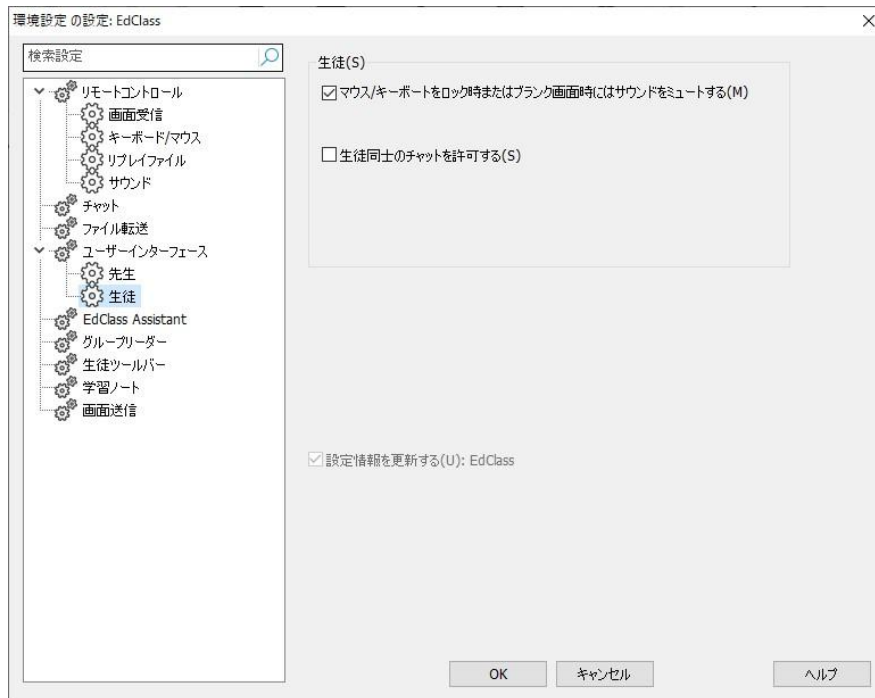 環境設定 の設定: EdClass
検索設定
リモートコントロール
画面受信
キーボード/マウス
リプレイファイル
サウンド
チャット
ファイル転送
ユーザーインターフェース
先生
生徒
EdClass Assistant
グループリーダー
生徒ツールバー
学習ノート
画面送信
生徒(S)
マウス/キーボートをロック時またはブランク画面時にはサウンドをミュートする(M)
生徒同士のチャットを許可する(S)
設定情報を更新する(U): EdClass
OK
キャンセル
ヘルプ